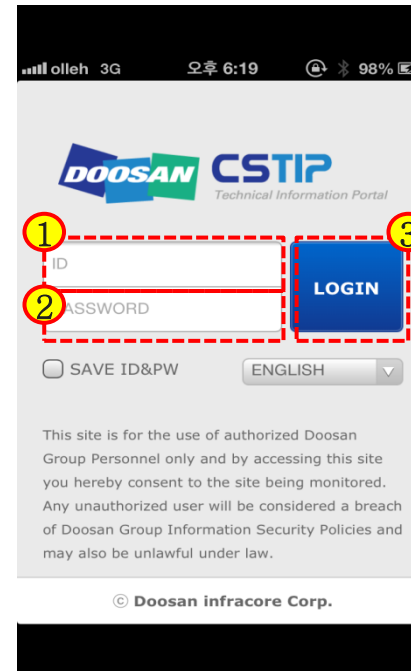 olleh 3G 오후 6:19 98%
DOOSAN CSTIP
Technical Information Portal
1
3
ID
LOGIN
2
ASSWORD
SAVE ID&PW ENGLISH
This site is for the use of authorized Doosan
Group Personnel only and by accessing this site
you hereby consent to the site being monitored.
Any unauthorized user will be considered a breach
of Doosan Group Information Security Policies and
may also be unlawful under law.
© Doosan infracore Corp.